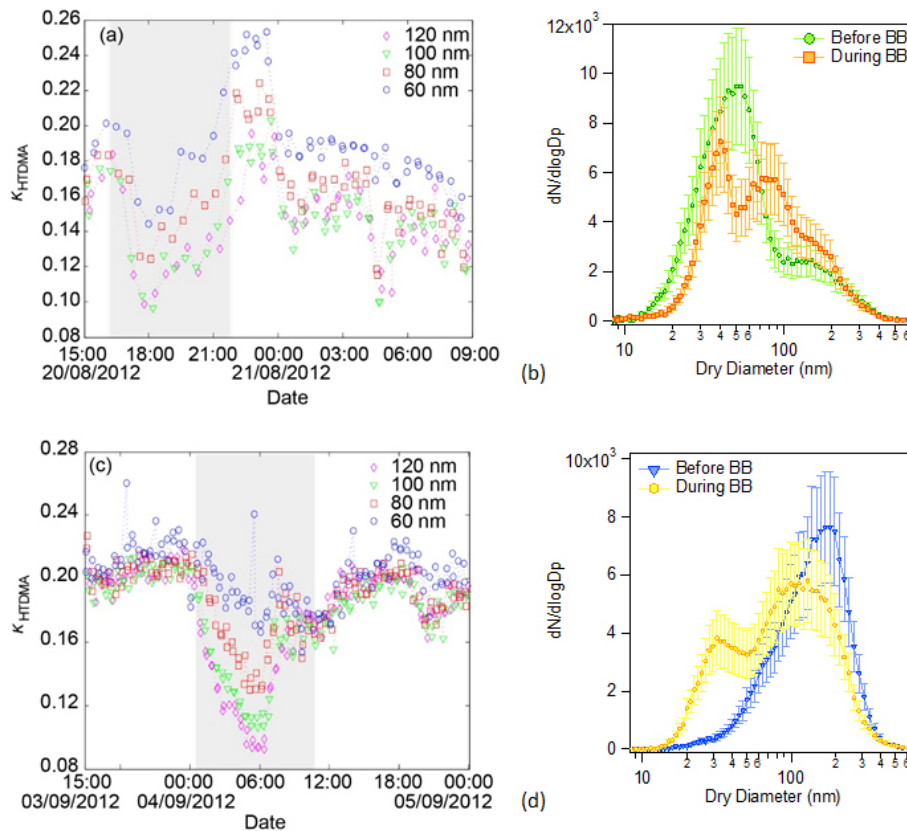 (a)
κHTDMA
0.26
0.24
0.22
0.20
0.18
0.16
0.14
0.12
0.10
0.08
120 nm
100 nm
80 nm
60 nm
15:00 18:00 21:00 00:00 03:00 06:00 09:00
20/08/2012 21/08/2012
Date
(b)
dN/dlogDp
12x10³
10
8
6
4
2
0
Before BB
During BB
10 2 3 4 5 6 100 2 3 4 5 6
Dry Diameter (nm)
(c)
κHTDMA
0.28
0.24
0.20
0.16
0.12
0.08
120 nm
100 nm
80 nm
60 nm
15:00 00:00 06:00 12:00 18:00 00:00
03/09/2012 04/09/2012 05/09/2012
Date
(d)
dN/dlogDp
10x10³
8
6
4
2
0
Before BB
During BB
10 2 3 4 5 6 100 2 3 4 5 6
Dry Diameter (nm)